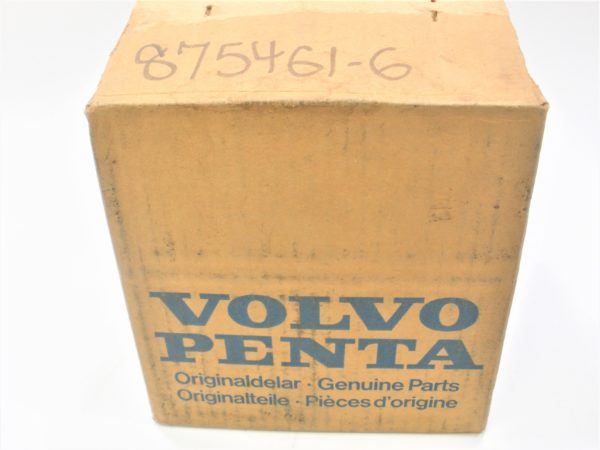 875461-6
VOLVO
PENTA
Originaldelar · Genuine Parts
Originalteile · Pièces d'origine